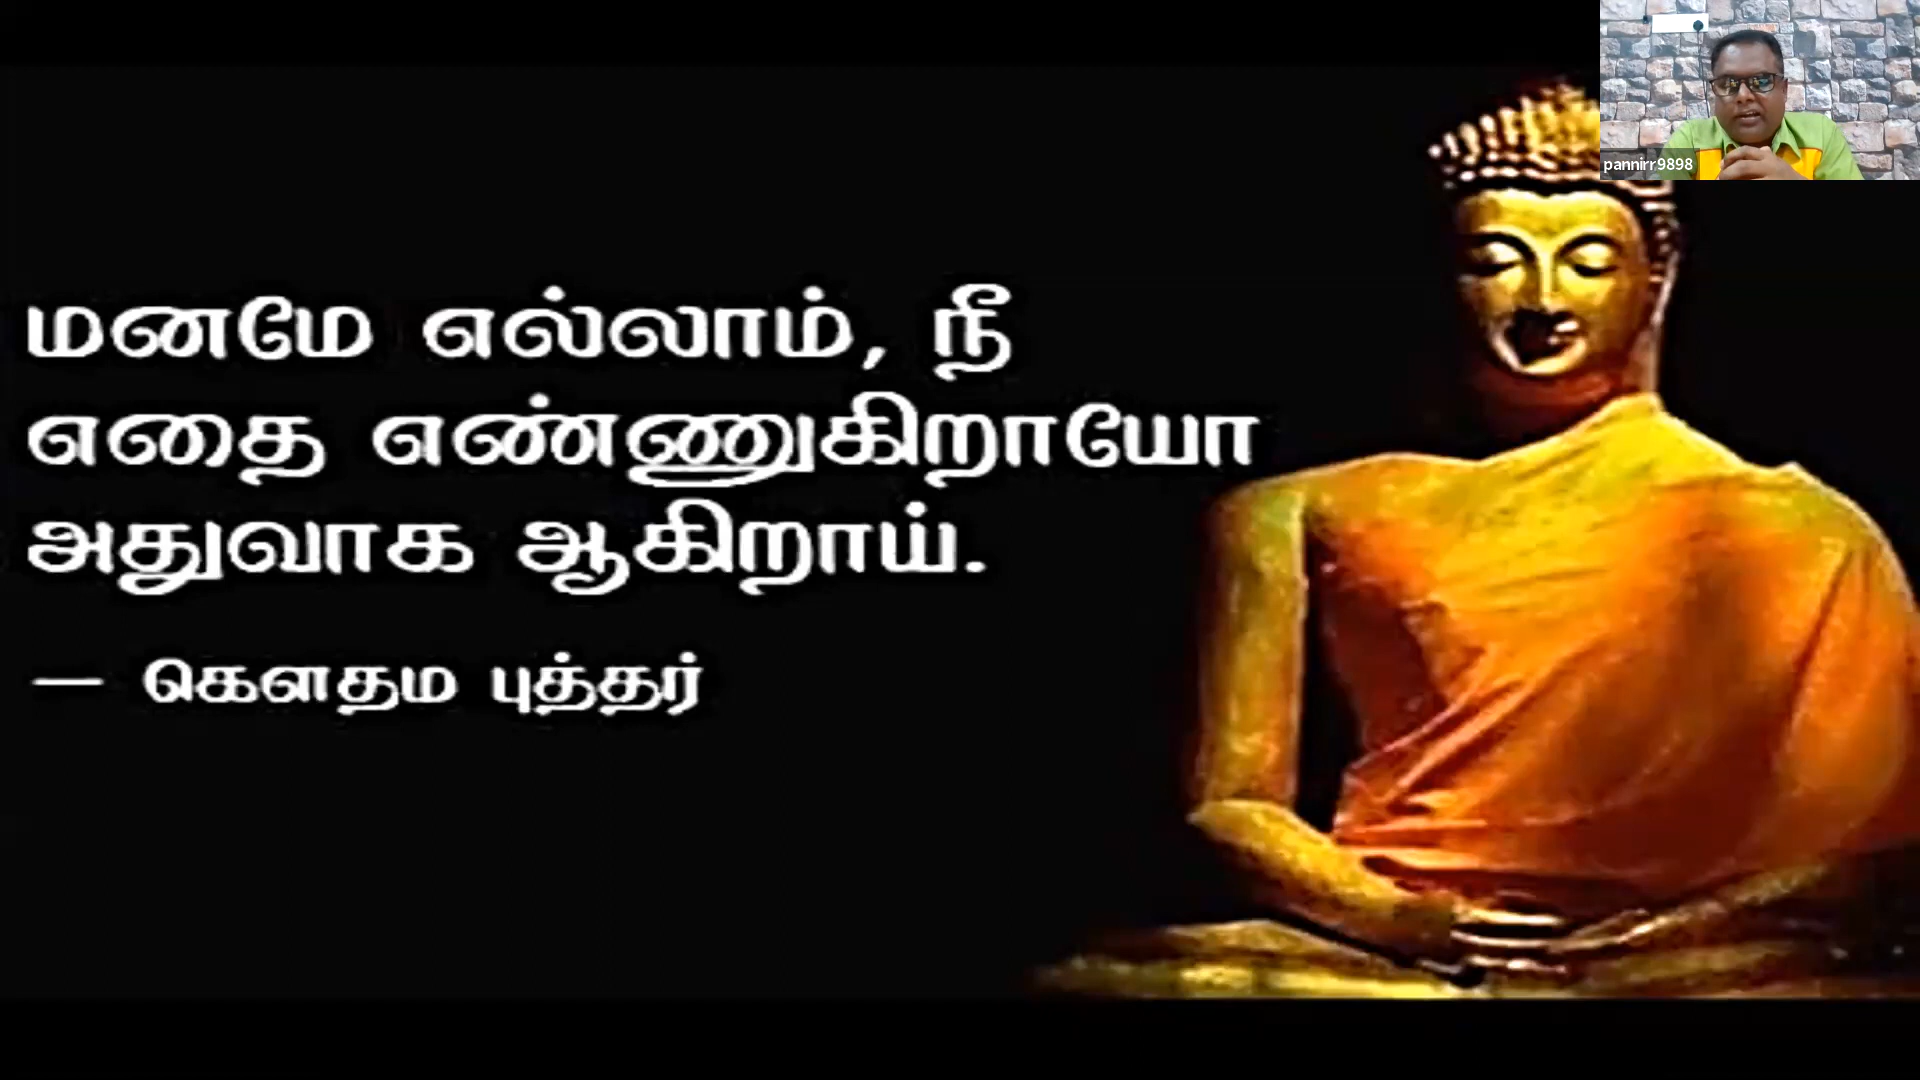 மனமே எல்லாம், நீ
எதை எண்ணுகிறாயோ
அதுவாக ஆகிறாய்.
— கௌதம புத்தர்
pannirr9898